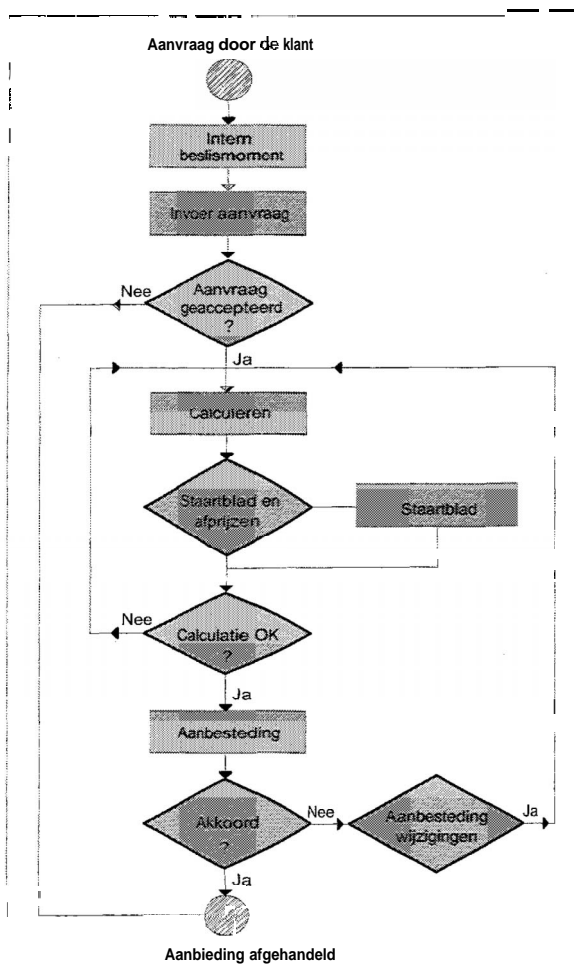 Aanvraag door de klant
Intern
beslismoment
Invoer aanvraag
Nee
Aanvraag
geaccepteerd
?
Ja
Calculeren
Staartblad en
afprijzen
Staartblad
Nee
Calculatie OK
?
Ja
Aanbesteding
Akkoord
?
Nee
Aanbesteding
wijzigingen
Ja
Ja
Aanbieding afgehandeld